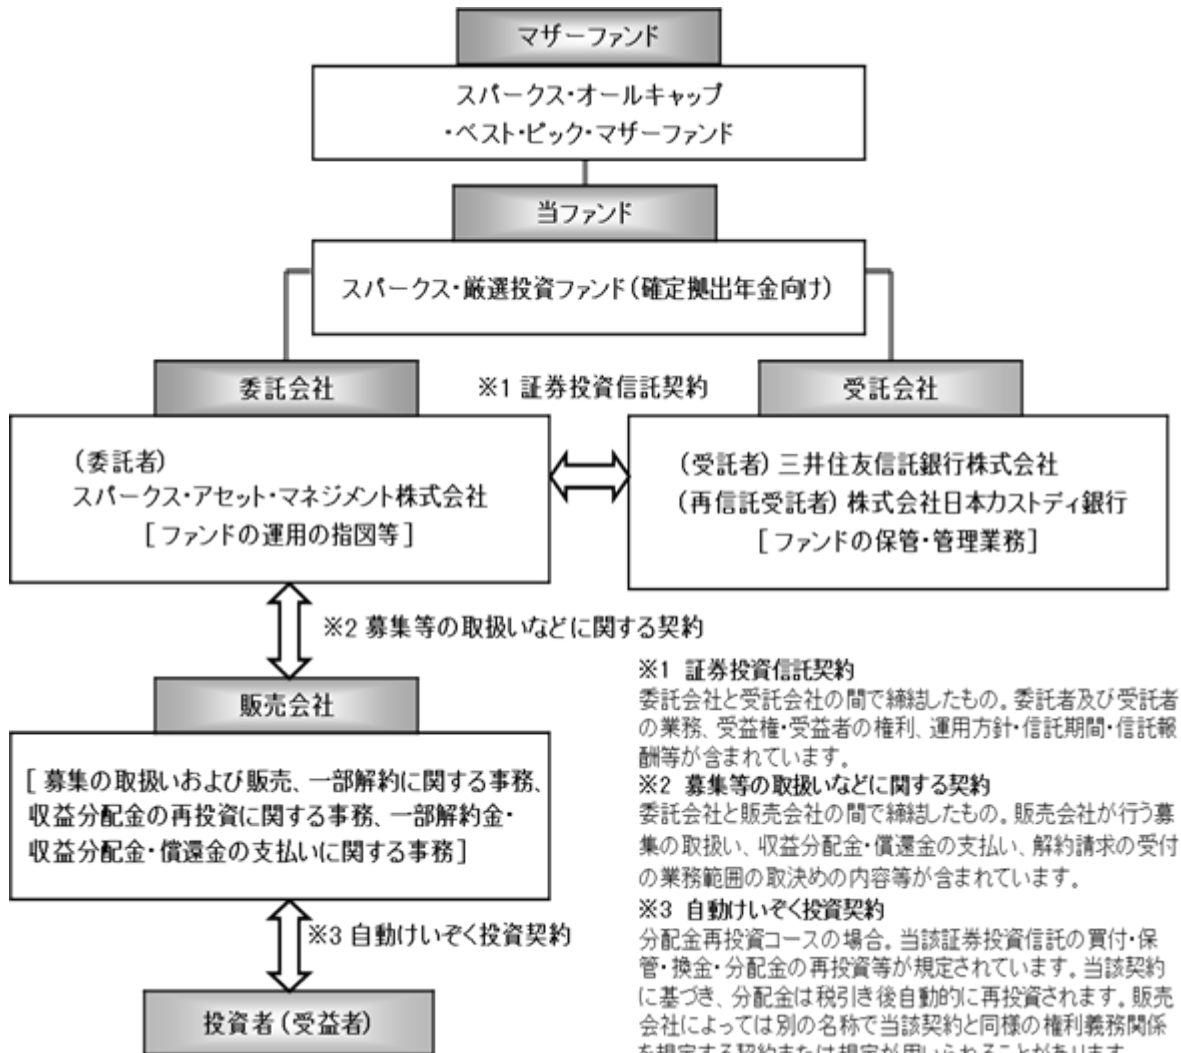 マザーファンド
スパークス・オールキャップ
・ベスト・ピック・マザーファンド
当ファンド
スパークス・厳選投資ファンド(確定拠出年金向け)
委託会社
※1 証券投資信託契約
受託会社
(委託者)
スパークス・アセット・マネジメント株式会社
[ファンドの運用の指図等]
(受託者) 三井住友信託銀行株式会社
(再信託受託者) 株式会社日本カストディ銀行
[ファンドの保管・管理業務]
※2 募集等の取扱いなどに関する契約
販売会社
[募集の取扱いおよび販売、一部解約に関する事務、
収益分配金の再投資に関する事務、一部解約金・
収益分配金・償還金の支払いに関する事務]
※3 自動けいぞく投資契約
投資者(受益者)
※1 証券投資信託契約
委託会社と受託会社の間で締結したもの。委託者及び受託者
の業務、受益権・受益者の権利、運用方針・信託期間・信託報
酬等が含まれています。
※2 募集等の取扱いなどに関する契約
委託会社と販売会社の間で締結したもの。販売会社が行う募
集の取扱い、収益分配金・償還金の支払い、解約請求の受付
の業務範囲の取決めの内容等が含まれています。
※3 自動けいぞく投資契約
分配金再投資コースの場合。当該証券投資信託の買付・保
管・換金・分配金の再投資等が規定されています。当該契約
に基づき、分配金は税引き後自動的に再投資されます。販売
会社によっては別の名称で当該契約と同様の権利義務関係
を規定する契約または規定が用いられることがあります。